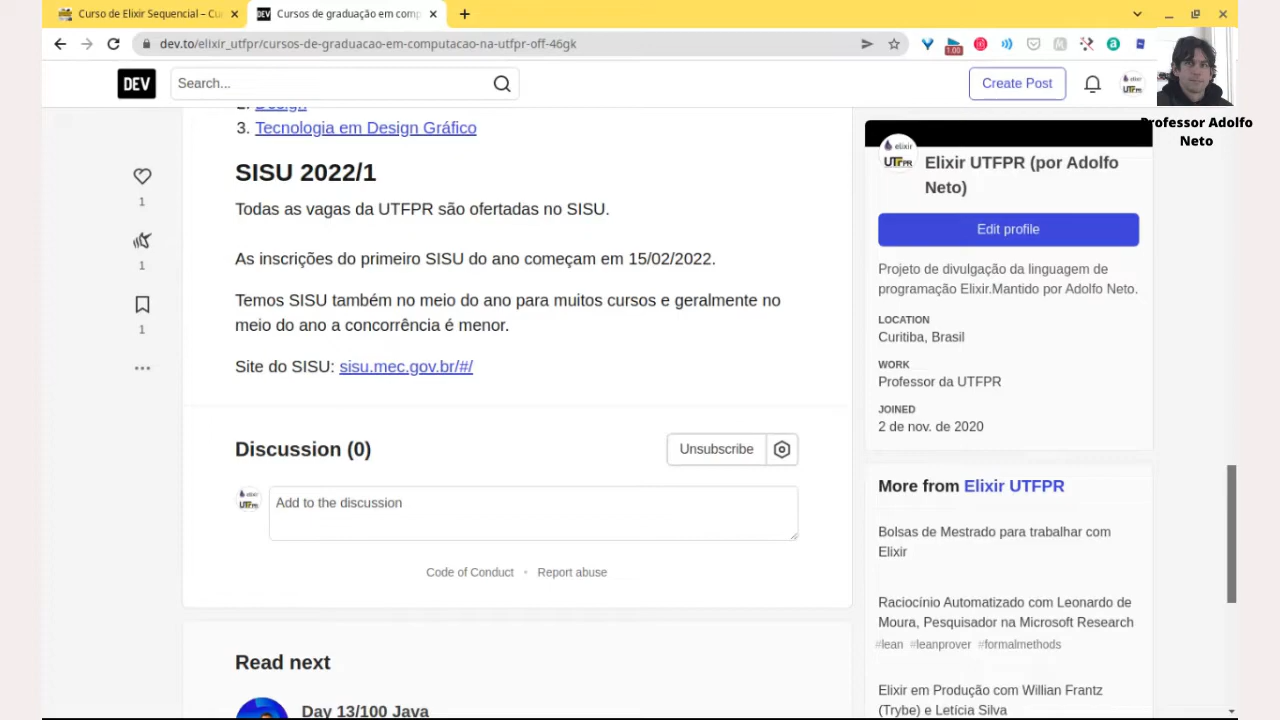 Curso de Elixir Sequencial – Cu
Cursos de graduação em comp
dev.to/elixir_utfpr/cursos-de-graduacao-em-computacao-na-utfpr-off-46gk
1.00
DEV
Search...
Create Post
Professor Adolfo
Neto
2. Design
3. Tecnologia em Design Gráfico
SISU 2022/1
Todas as vagas da UTFPR são ofertadas no SISU.
As inscrições do primeiro SISU do ano começam em 15/02/2022.
Temos SISU também no meio do ano para muitos cursos e geralmente no
meio do ano a concorrência é menor.
Site do SISU: sisu.mec.gov.br/#/
1
1
1
Discussion (0)
Unsubscribe
Add to the discussion
Code of Conduct • Report abuse
Read next
Day 13/100 Java
elixir
UTFPR
Elixir UTFPR (por Adolfo
Neto)
Edit profile
Projeto de divulgação da linguagem de
programação Elixir.Mantido por Adolfo Neto.
LOCATION
Curitiba, Brasil
WORK
Professor da UTFPR
JOINED
2 de nov. de 2020
More from Elixir UTFPR
Bolsas de Mestrado para trabalhar com
Elixir
Raciocínio Automatizado com Leonardo de
Moura, Pesquisador na Microsoft Research
#lean #leanprover #formalmethods
Elixir em Produção com Willian Frantz
(Trybe) e Letícia Silva